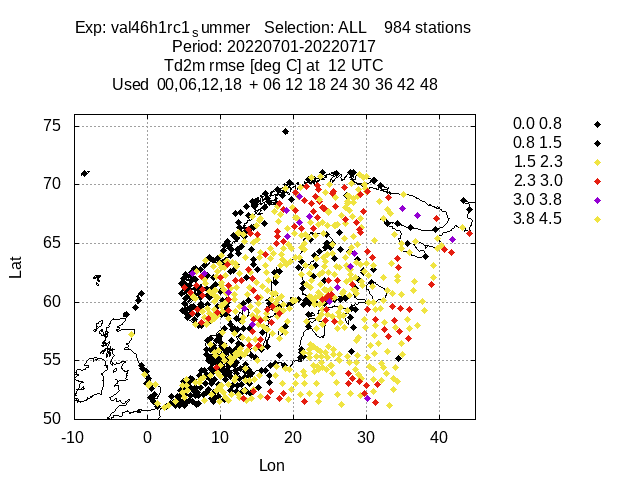 Exp: val46h1rc1summer Selection: ALL 984 stations
Period: 20220701-20220717
Td2m rmse [deg C] at 12 UTC
Used 00,06,12,18 + 06 12 18 24 30 36 42 48
75
70
65
60
55
50
Lat
-10 0 10 20 30 40
Lon
0.0 0.8
0.8 1.5
1.5 2.3
2.3 3.0
3.0 3.8
3.8 4.5